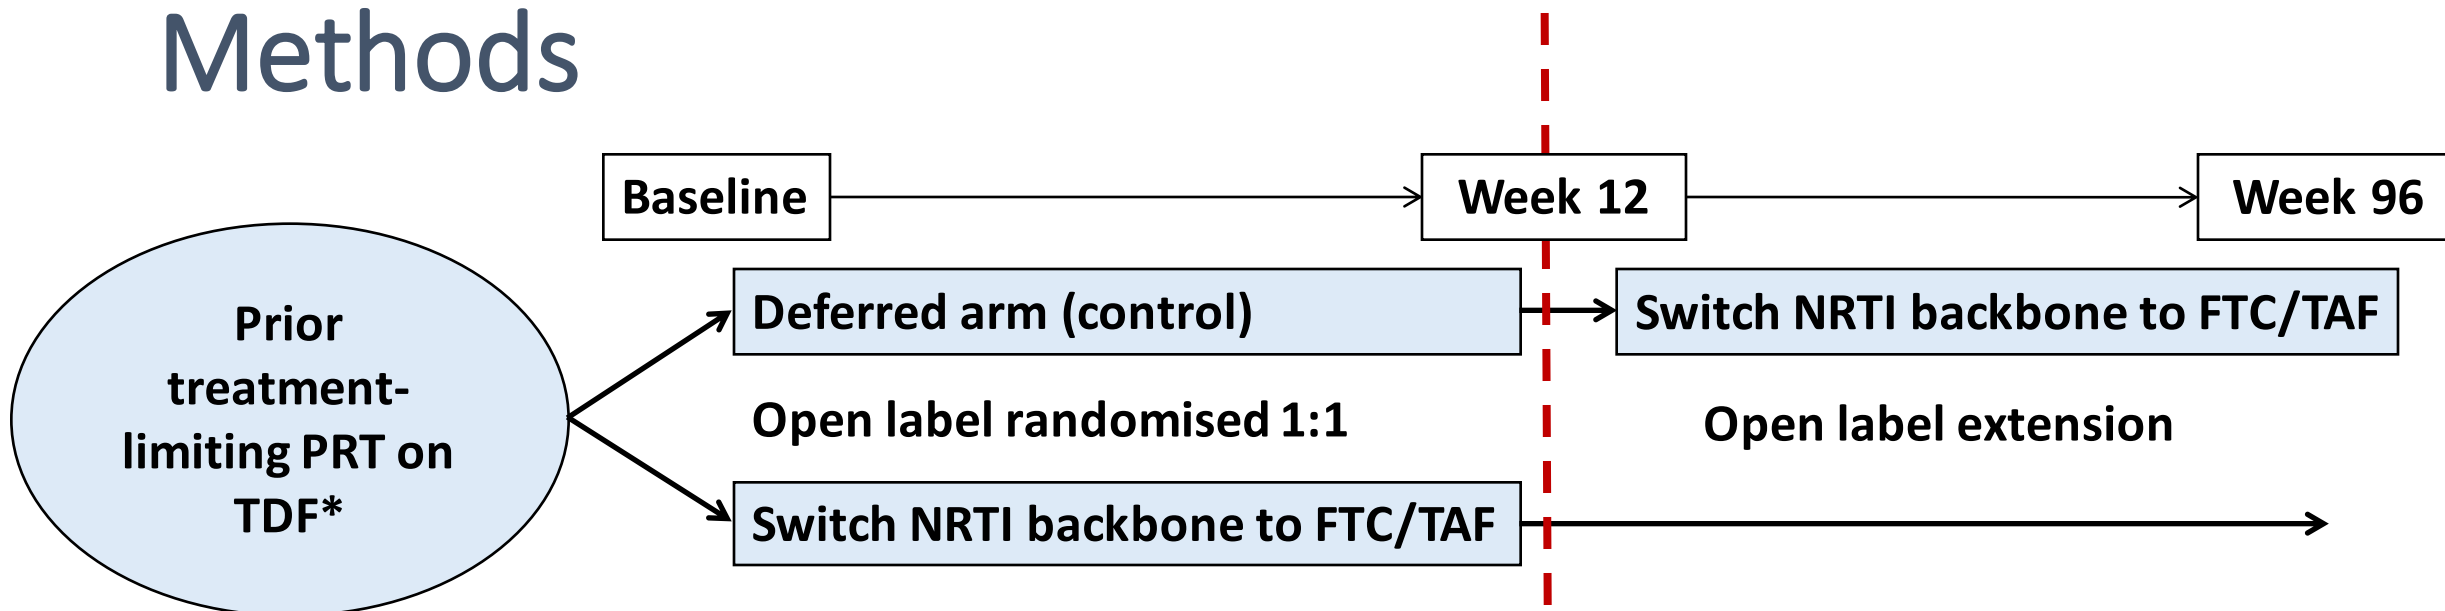 Methods
Baseline
Week 12
Week 96
Prior
treatment-
limiting PRT on
TDF*
Deferred arm (control)
Switch NRTI backbone to FTC/TAF
Open label randomised 1:1
Open label extension
Switch NRTI backbone to FTC/TAF